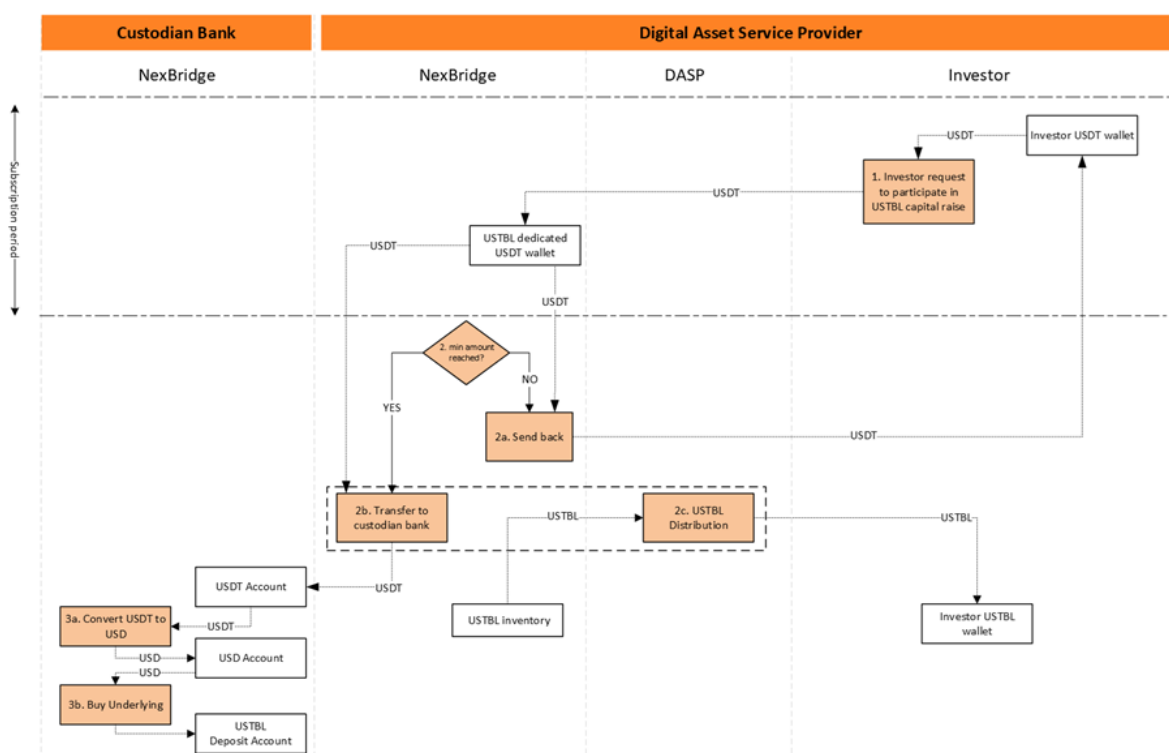 Custodian Bank
Digital Asset Service Provider
NexBridge
NexBridge
DASP
Investor
Subscription period
USDT
Investor USDT wallet
1. Investor request
to participate in
USTBL capital raise
USDT
USTBL dedicated
USDT wallet
USDT
USDT
2. min amount
reached?
NO
YES
2a. Send back
USDT
2b. Transfer to
custodian bank
USTBL
2c. USTBL
Distribution
USTBL
USDT
USDT Account
USTBL inventory
Investor USTBL
wallet
3a. Convert USDT to
USD
USDT
USD
USD Account
USD
3b. Buy Underlying
USTBL
Deposit Account